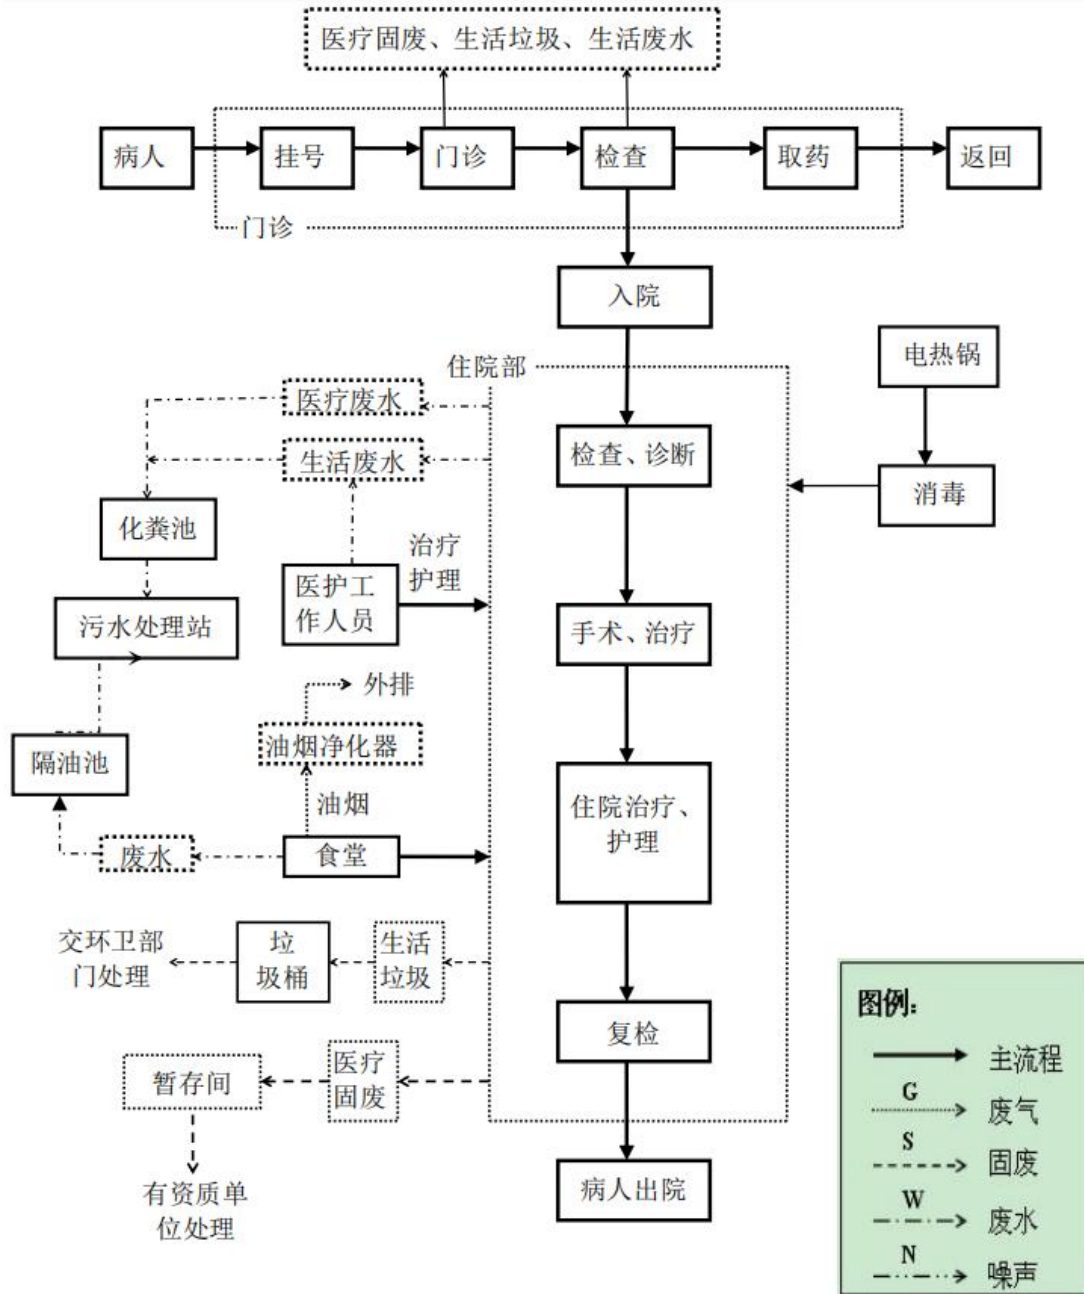 医疗固废、生活垃圾、生活废水
病人
挂号
门诊
检查
取药
返回
门诊
入院
住院部
电热锅
医疗废水
检查、诊断
生活废水
消毒
化粪池
治疗
护理
医护工
作人员
污水处理站
手术、治疗
外排
隔油池
油烟净化器
油烟
住院治疗、
护理
废水
食堂
交环卫部
门处理
垃
圾桶
生活
垃圾
复检
暂存间
医疗
固废
病人出院
有资质单
位处理
图例：
主流程
G
废气
S
固废
W
废水
N
噪声